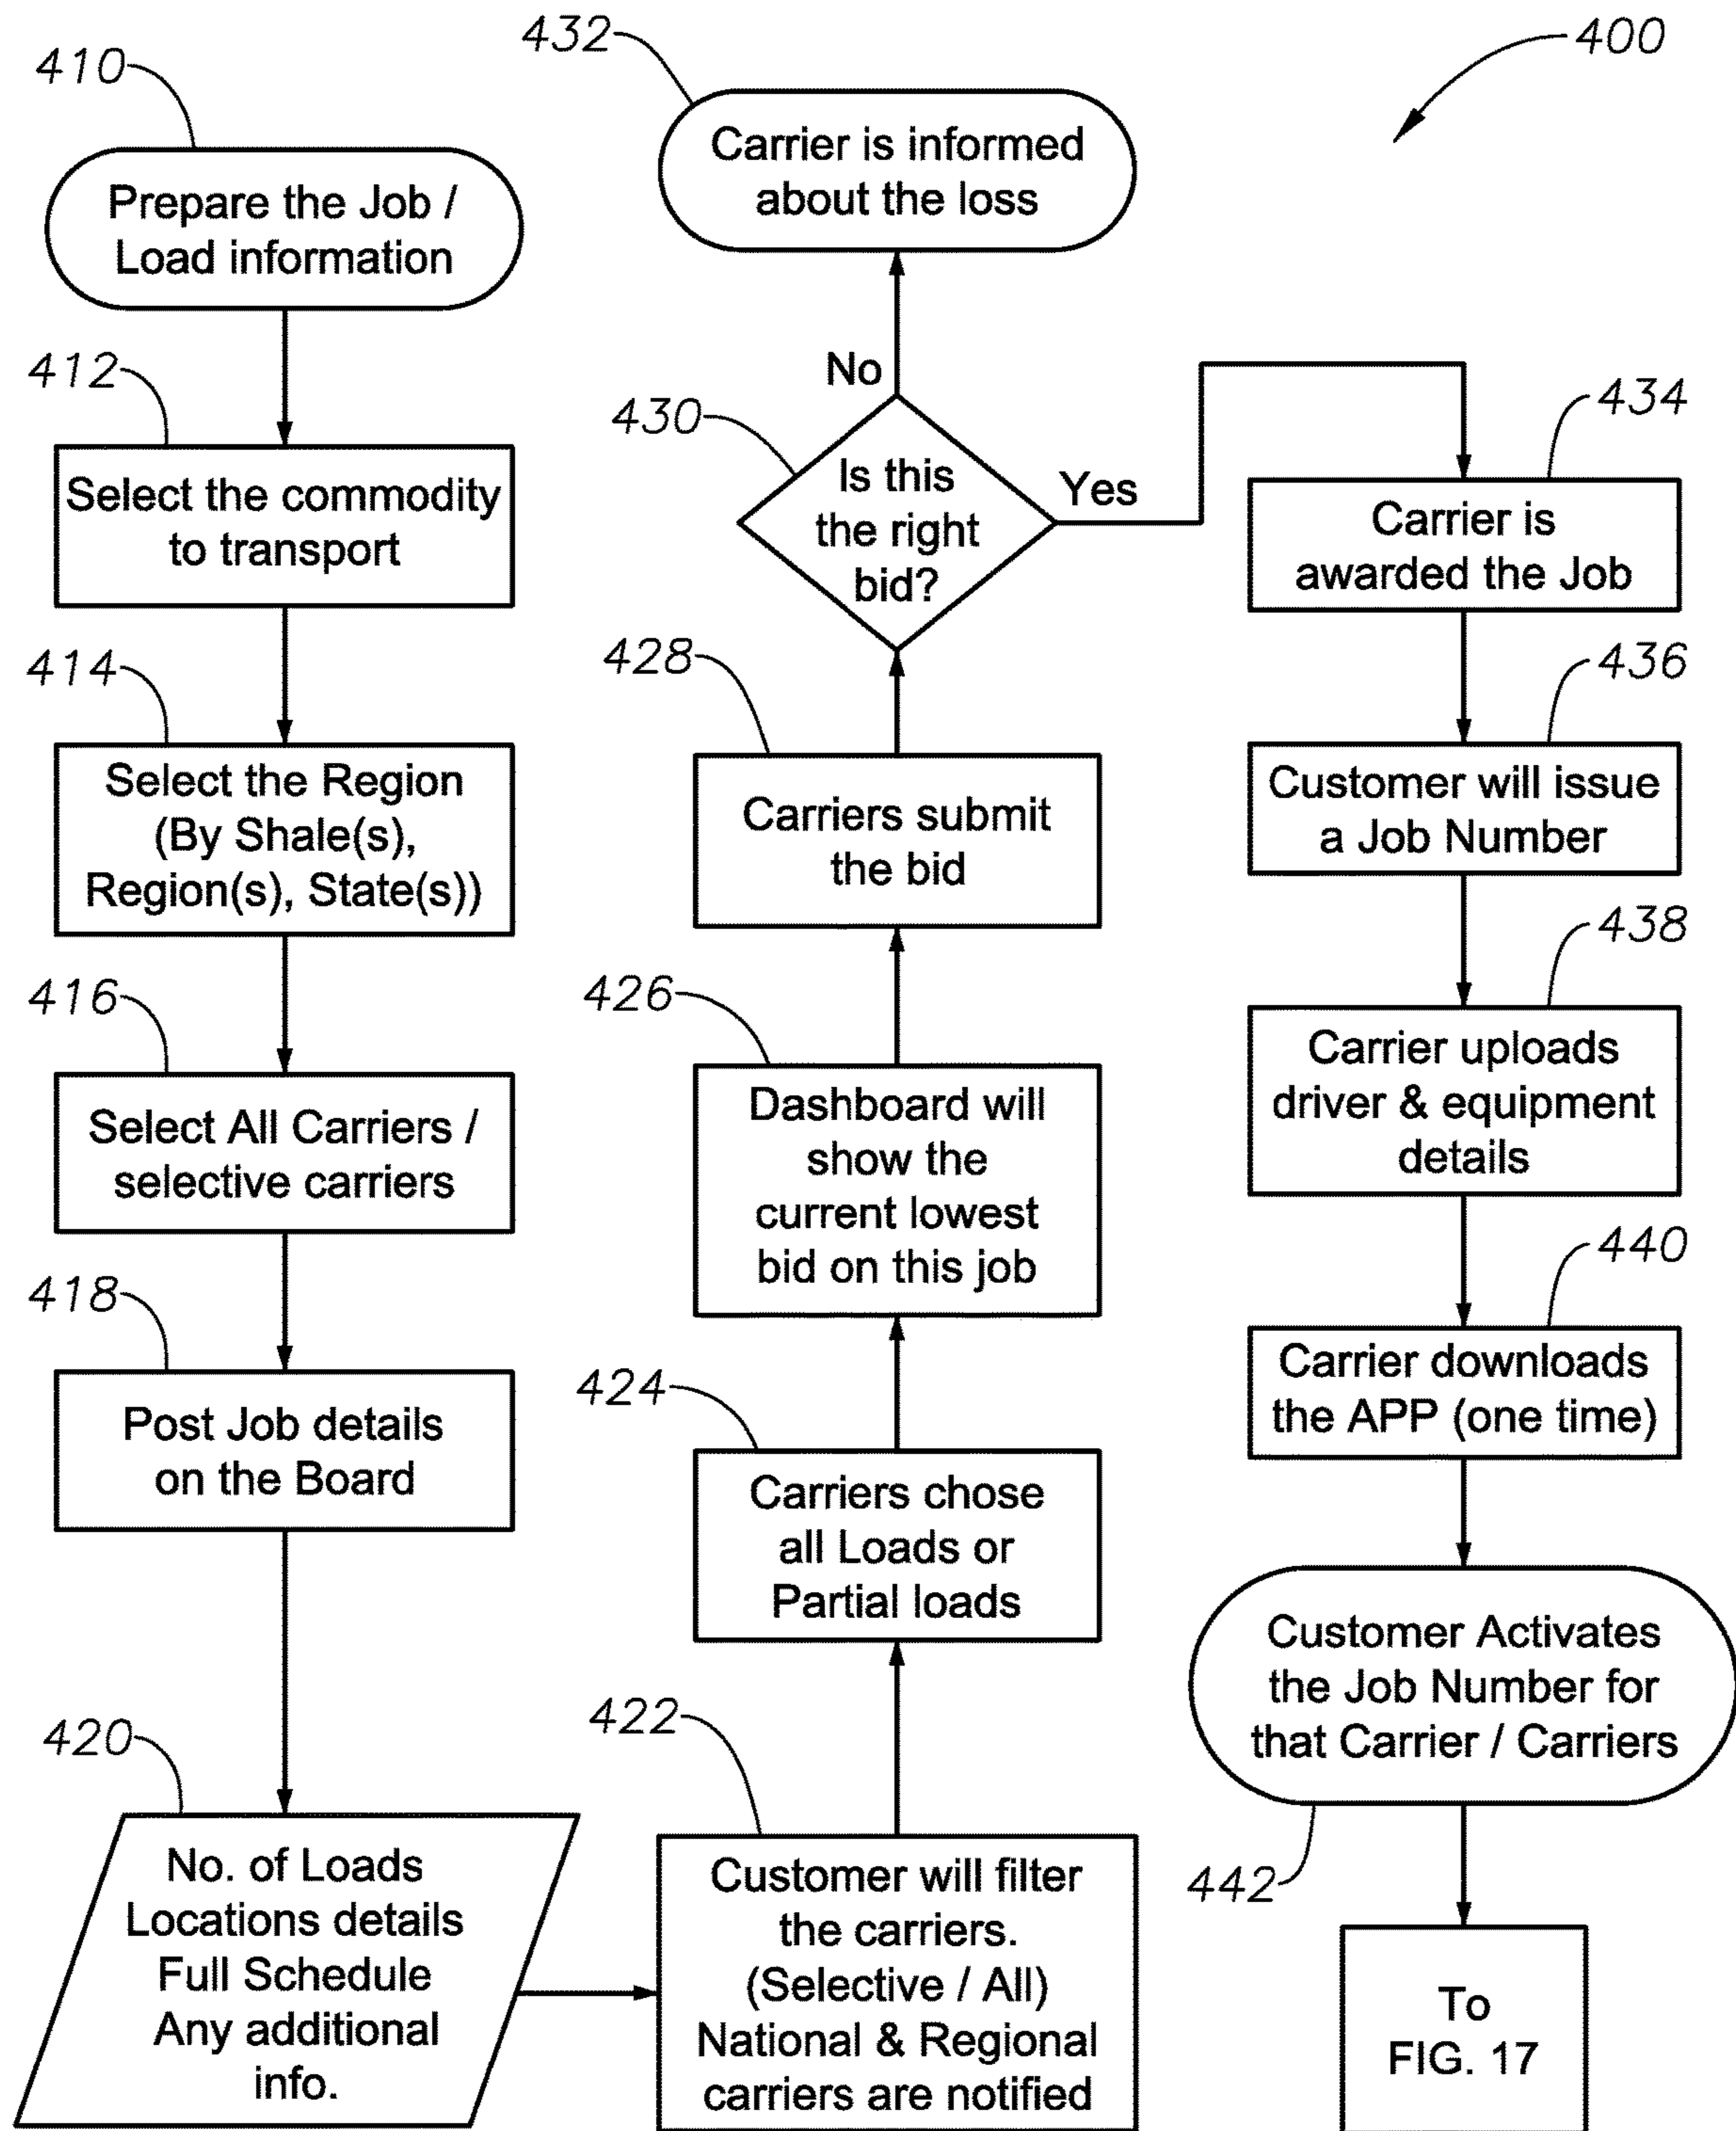 410
Prepare the Job /
Load information
412
Select the commodity
to transport
414
Select the Region
(By Shale(s),
Region(s), State(s))
416
Select All Carriers /
selective carriers
418
Post Job details
on the Board
420
No. of Loads
Locations details
Full Schedule
Any additional
info.
422
Customer will filter
the carriers.
(Selective / All)
National & Regional
carriers are notified
424
Carriers chose
all Loads or
Partial loads
426
Dashboard will
show the
current lowest
bid on this job
428
Carriers submit
the bid
430
Is this
the right
bid?
No
Yes
432
Carrier is informed
about the loss
400
434
Carrier is
awarded the Job
436
Customer will issue
a Job Number
438
Carrier uploads
driver & equipment
details
440
Carrier downloads
the APP (one time)
Customer Activates
the Job Number for
that Carrier / Carriers
442
To
FIG. 17